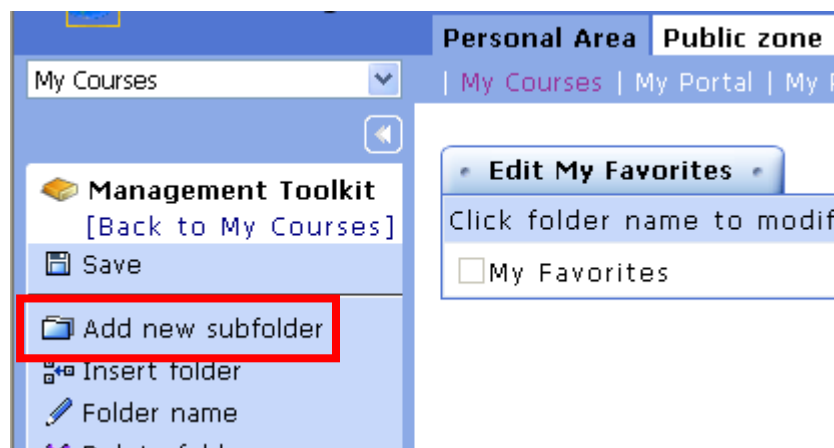 Personal Area Public zone
My Courses
| My Courses | My Portal | My
Management Toolkit
[Back to My Courses]
Save
Add new subfolder
Insert folder
Folder name
Edit My Favorites
Click folder name to modif
My Favorites